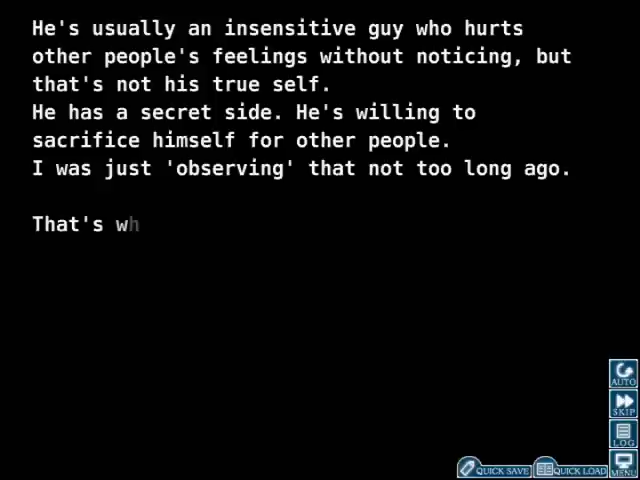 He's usually an insensitive guy who hurts
other people's feelings without noticing, but
that's not his true self.
He has a secret side. He's willing to
sacrifice himself for other people.
I was just 'observing' that not too long ago.
That's wh
AUTO
SKIP
LOG
MENU
QUICK SAVE
QUICK LOAD